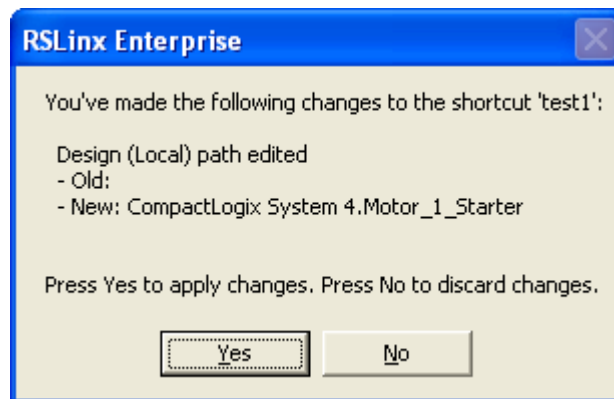 RSLinx Enterprise
You've made the following changes to the shortcut 'test1':
Design (Local) path edited
- Old:
- New: CompactLogix System 4.Motor_1_Starter
Press Yes to apply changes. Press No to discard changes.
Yes
No